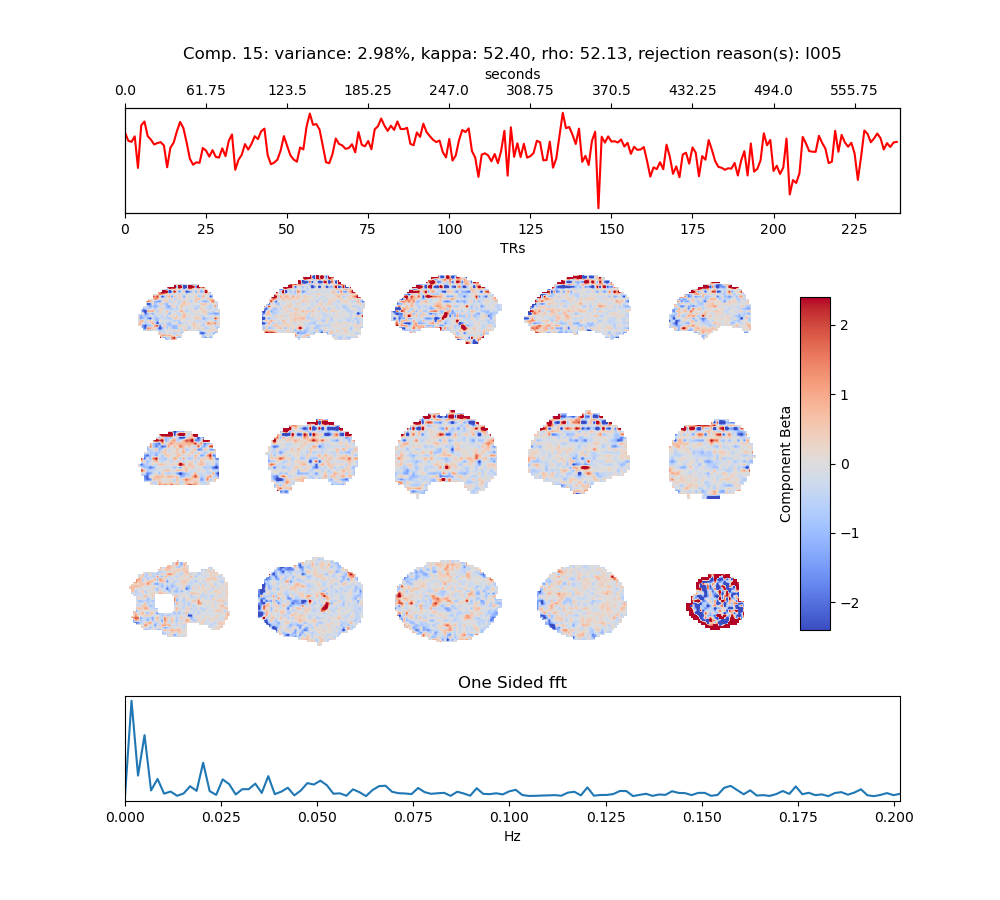 Comp. 15: variance: 2.98%, kappa: 52.40, rho: 52.13, rejection reason(s): I005
seconds
0.0 61.75 123.5 185.25 247.0 308.75 370.5 432.25 494.0 555.75
0 25 50 75 100 125 150 175 200 225
TRs
2
1
0
−1
−2
Component Beta
One Sided fft
0.000 0.025 0.050 0.075 0.100 0.125 0.150 0.175 0.200
Hz